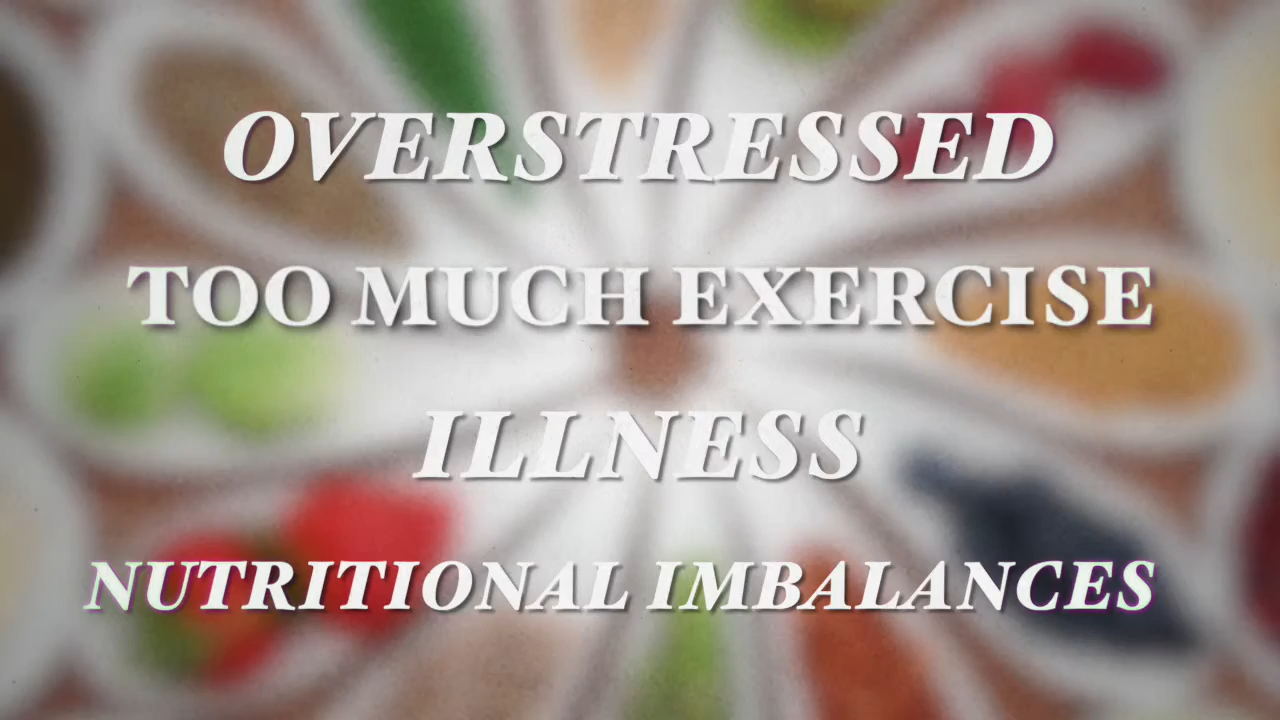 OVERSTRESSED
TOO MUCH EXERCISE
ILLNESS
NUTRITIONAL IMBALANCES